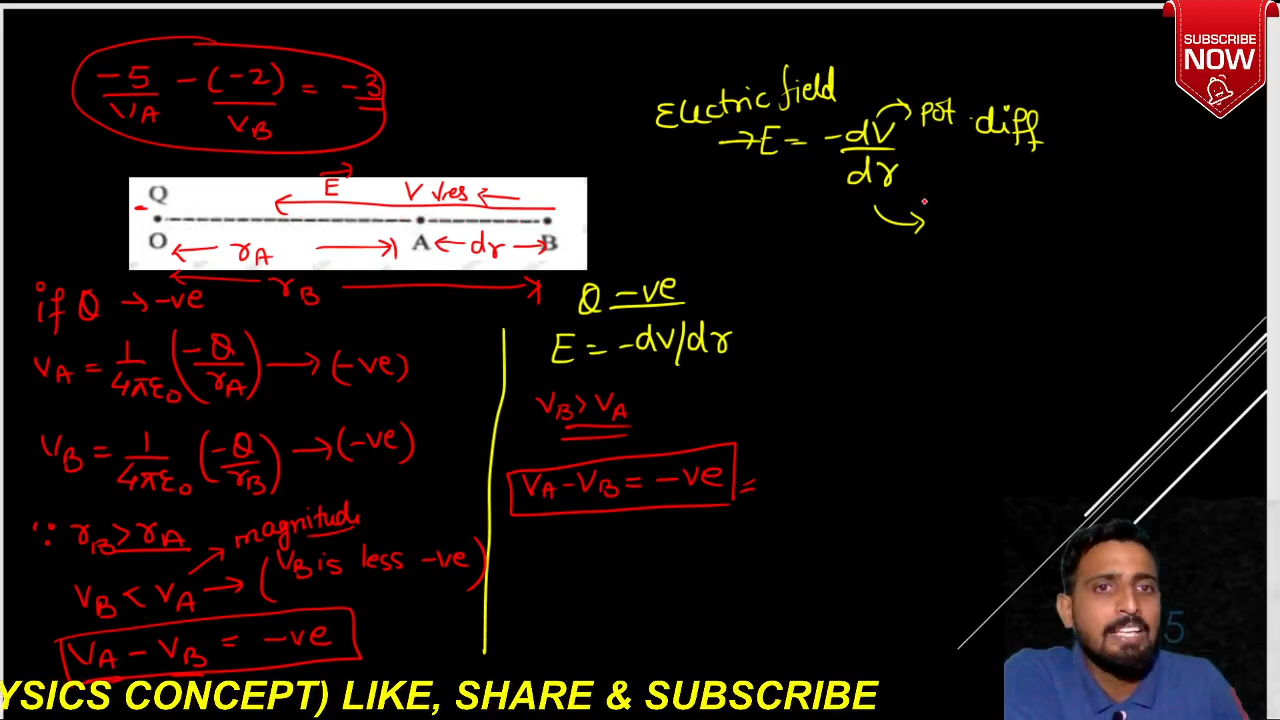 SUBSCRIBE
NOW
-5/VA - (-2)/VB = -3
Electric field
→ E = -dV/dr → pot. diff
E V ↓res ←
- Q
O ← rA → A ← dr → B
← rB →
if Q → -ve
VA = 1/4πε0 (-Q/rA) → (-ve)
VB = 1/4πε0 (-Q/rB) → (-ve)
∵ rB > rA
magnitude
VB < VA → (VB is less -ve)
VA - VB = -ve
Q -ve
E = -dV/dr
VB > VA
VA - VB = -ve =
5
YSICS CONCEPT) LIKE, SHARE & SUBSCRIBE